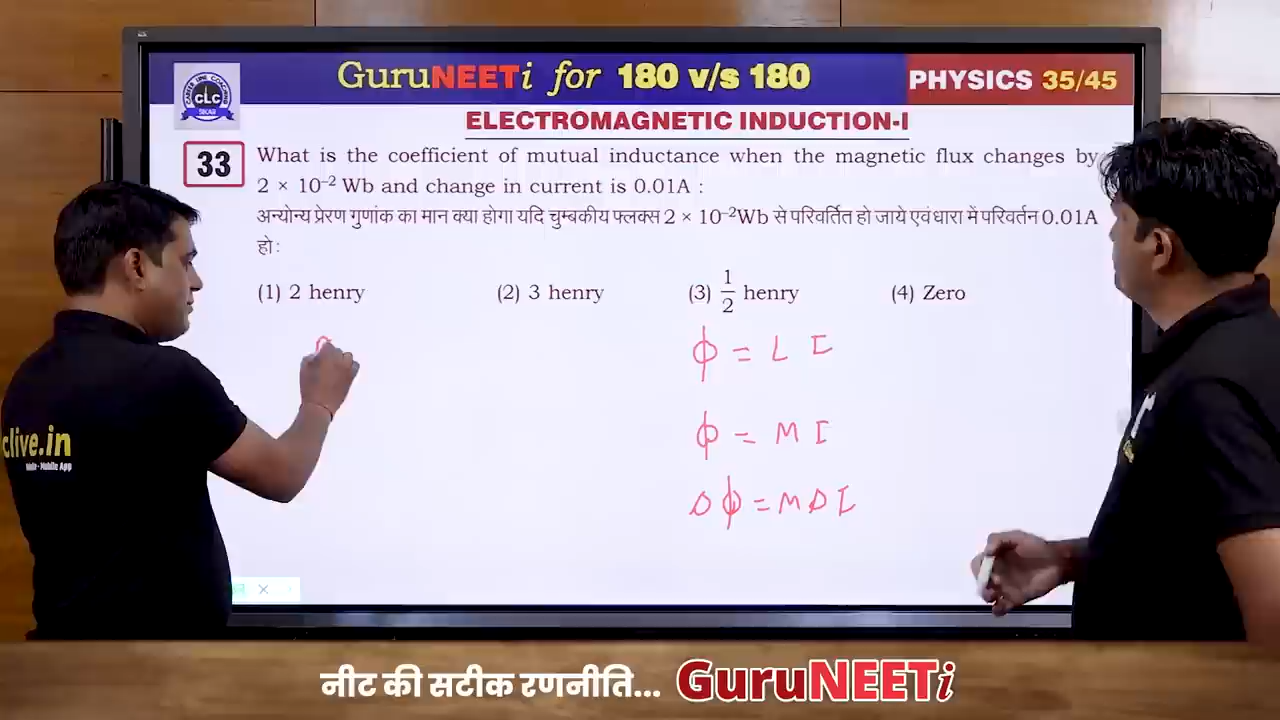 GuruNEETi for 180 v/s 180
PHYSICS 35/45
CLC
SIKAR
ELECTROMAGNETIC INDUCTION-I
33
What is the coefficient of mutual inductance when the magnetic flux changes by
2 × 10⁻² Wb and change in current is 0.01A :
अन्योन्य प्रेरण गुणांक का मान क्या होगा यदि चुम्बकीय फ्लक्स 2 × 10⁻²Wb से परिवर्तित हो जाये एवं धारा में परिवर्तन 0.01A
हो :
(1) 2 henry (2) 3 henry (3) 1/2 henry (4) Zero
ϕ = L I
ϕ = M I
Δϕ = M Δ I
clive.in
नीट की सटीक रणनीति... GuruNEETi